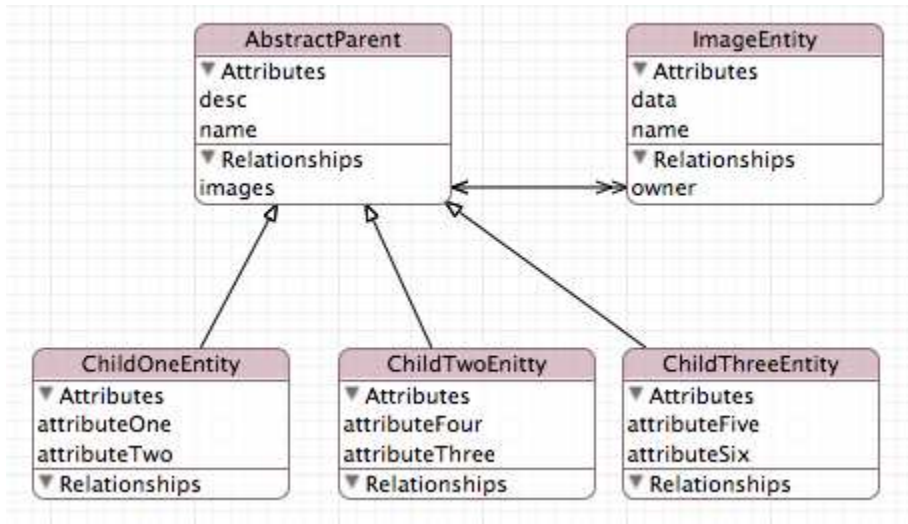 AbstractParent
Attributes
desc
name
Relationships
images
ImageEntity
Attributes
data
name
Relationships
owner
ChildOneEntity
Attributes
attributeOne
attributeTwo
Relationships
ChildTwoEnitty
Attributes
attributeFour
attributeThree
Relationships
ChildThreeEntity
Attributes
attributeFive
attributeSix
Relationships